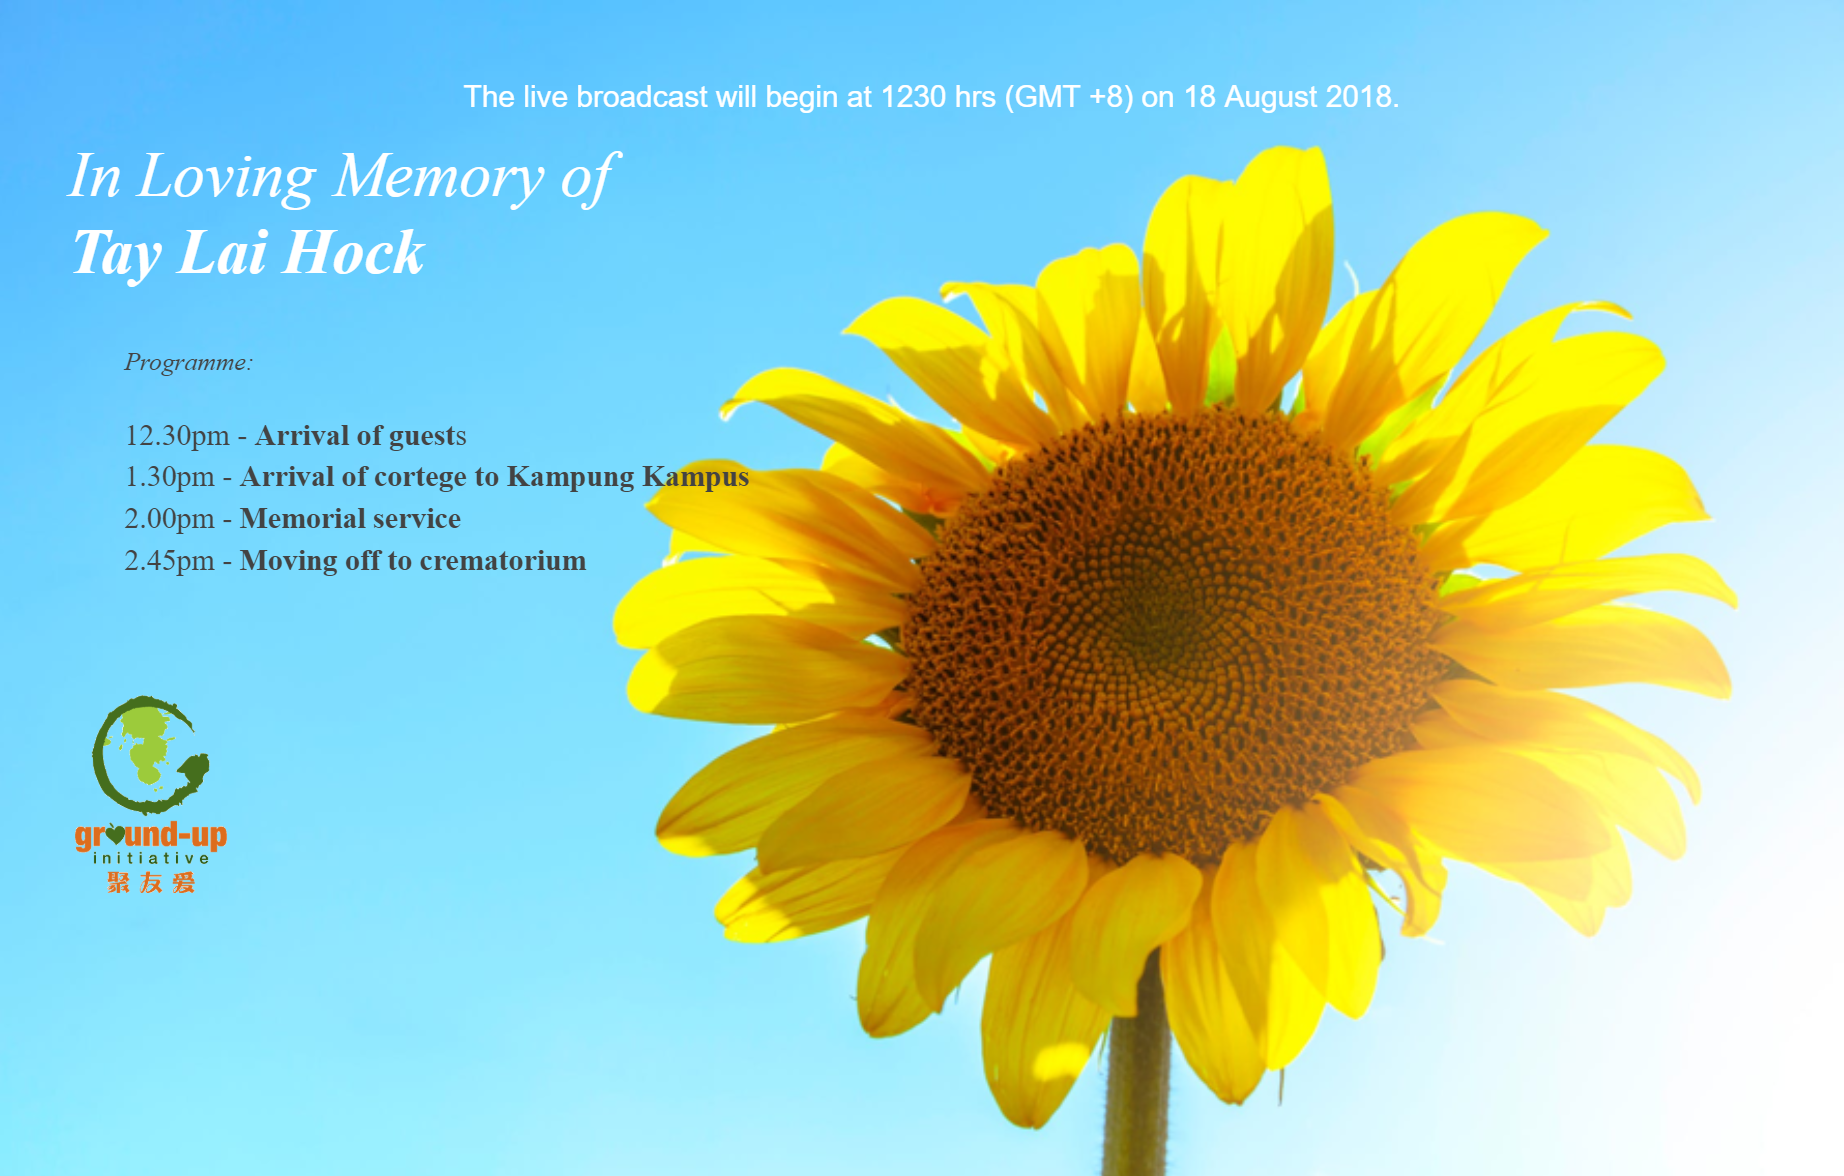 The live broadcast will begin at 1230 hrs (GMT +8) on 18 August 2018.
In Loving Memory of
Tay Lai Hock
Programme:
12.30pm - Arrival of guests
1.30pm - Arrival of cortege to Kampung Kampus
2.00pm - Memorial service
2.45pm - Moving off to crematorium
ground-up
initiative
聚友爱